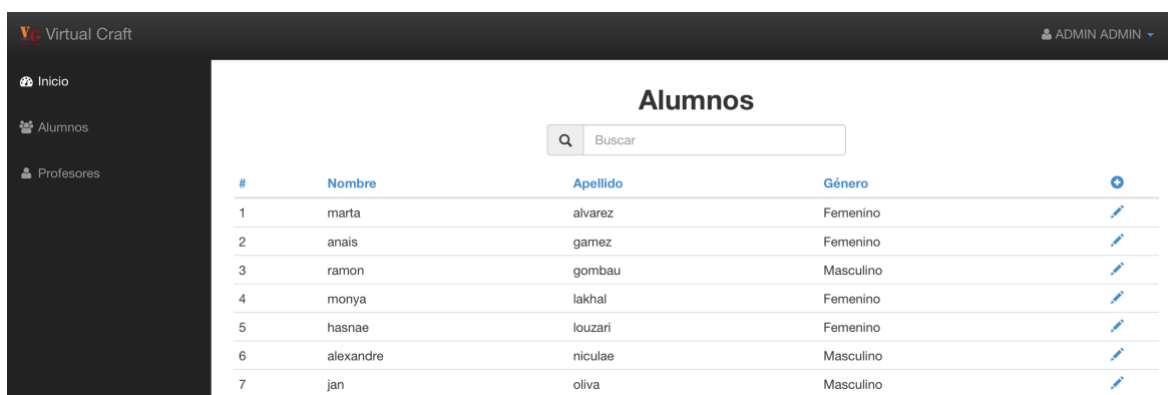 VC Virtual Craft ADMIN ADMIN
Inicio
Alumnos
Profesores
Alumnos
Buscar
# Nombre Apellido Género
1 marta alvarez Femenino
2 anais gamez Femenino
3 ramon gombau Masculino
4 monya lakhal Femenino
5 hasnae louzari Femenino
6 alexandre niculae Masculino
7 jan oliva Masculino